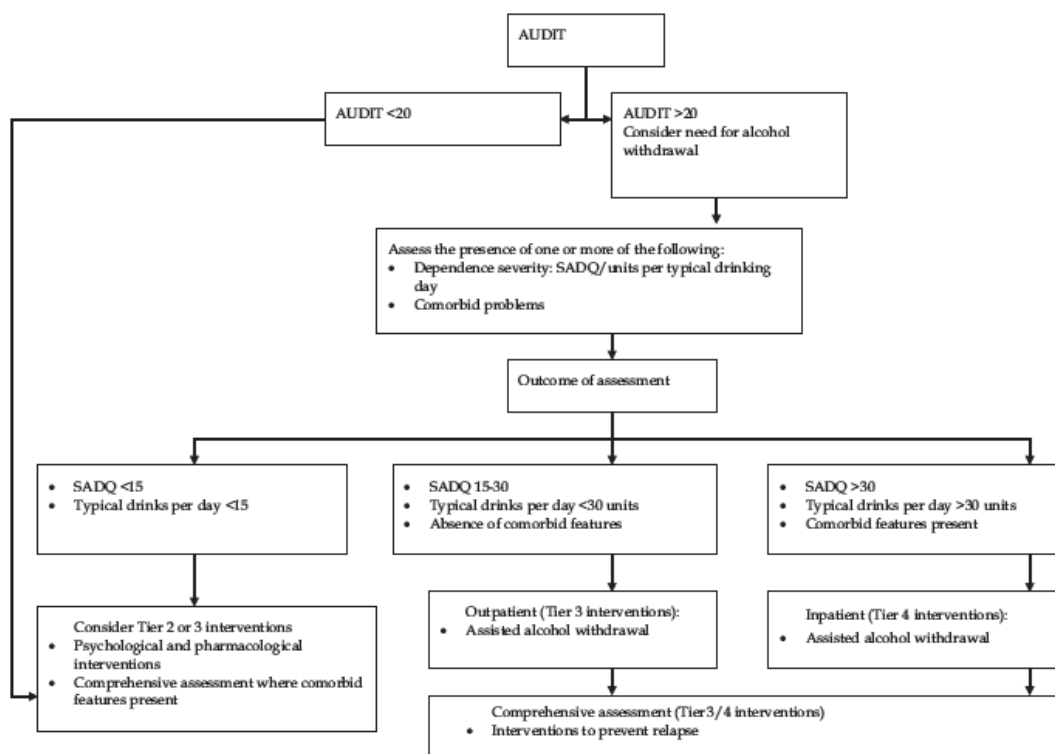 AUDIT
AUDIT <20
AUDIT >20
Consider need for alcohol
withdrawal
Assess the presence of one or more of the following:
• Dependence severity: SADQ/units per typical drinking
day
• Comorbid problems
Outcome of assessment
• SADQ <15
• Typical drinks per day <15
• SADQ 15-30
• Typical drinks per day <30 units
• Absence of comorbid features
• SADQ >30
• Typical drinks per day >30 units
• Comorbid features present
Consider Tier 2 or 3 interventions
• Psychological and pharmacological
interventions
• Comprehensive assessment where comorbid
features present
Outpatient (Tier 3 interventions):
• Assisted alcohol withdrawal
Inpatient (Tier 4 interventions):
• Assisted alcohol withdrawal
Comprehensive assessment (Tier 3/4 interventions)
• Interventions to prevent relapse